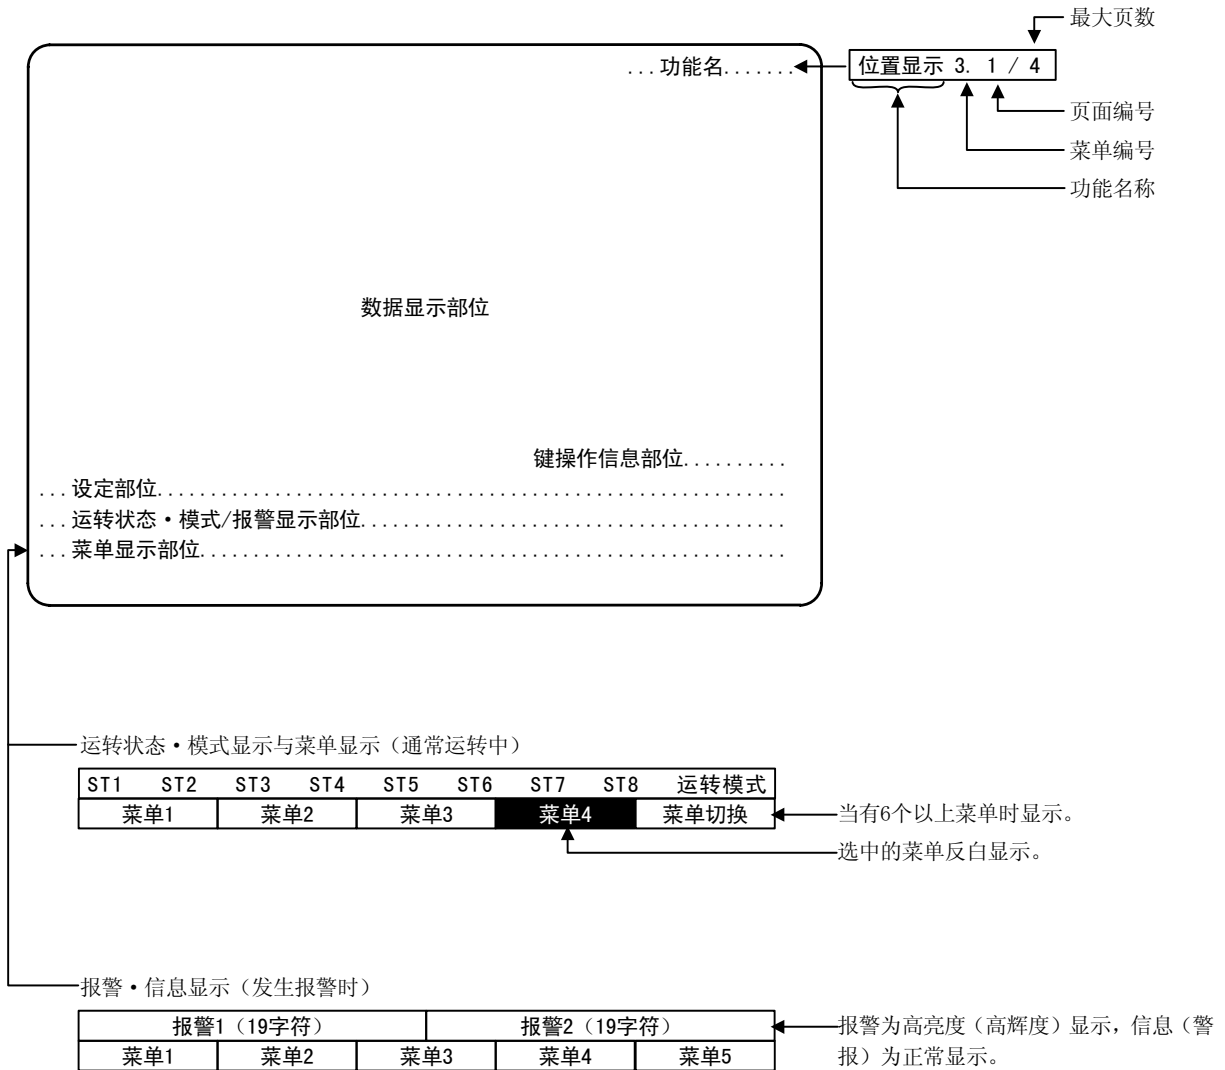 最大页数
...功能名.......
位置显示 3. 1 / 4
页面编号
菜单编号
功能名称
数据显示部位
键操作信息部位..........
...设定部位............................................................
...运转状态・模式/报警显示部位.........................................
...菜单显示部位........................................................
运转状态・模式显示与菜单显示（通常运转中）
ST1 ST2 ST3 ST4 ST5 ST6 ST7 ST8 运转模式
菜单1 菜单2 菜单3 菜单4 菜单切换
当有6个以上菜单时显示。
选中的菜单反白显示。
报警・信息显示（发生报警时）
报警1（19字符） 报警2（19字符）
菜单1 菜单2 菜单3 菜单4 菜单5
报警为高亮度（高辉度）显示，信息（警
报）为正常显示。